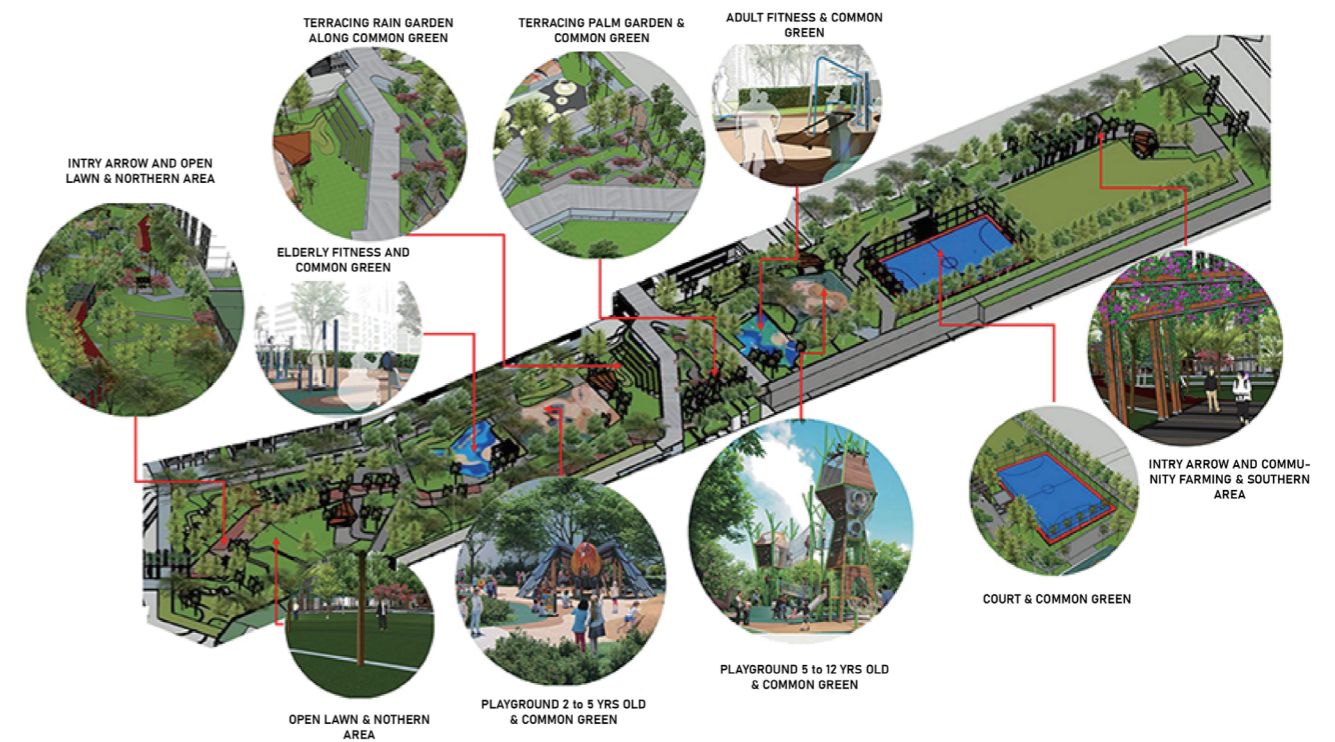 TERRACING RAIN GARDEN
ALONG COMMON GREEN
TERRACING PALM GARDEN &
COMMON GREEN
ADULT FITNESS & COMMON
GREEN
INTRY ARROW AND OPEN
LAWN & NORTHERN AREA
ELDERLY FITNESS AND
COMMON GREEN
INTRY ARROW AND COMMU-
NITY FARMING & SOUTHERN
AREA
COURT & COMMON GREEN
PLAYGROUND 5 to 12 YRS OLD
& COMMON GREEN
PLAYGROUND 2 to 5 YRS OLD
& COMMON GREEN
OPEN LAWN & NOTHERN
AREA